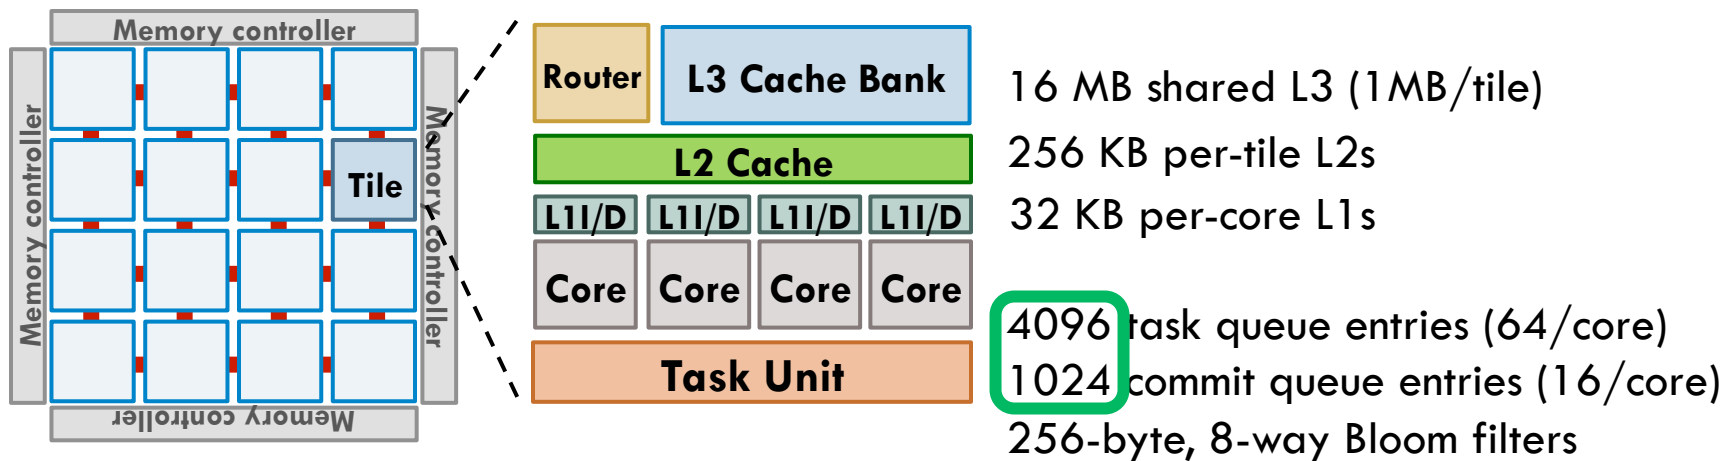 Memory controller
Memory controller
Memory controller
Memory controller
Tile
Router
L3 Cache Bank
L2 Cache
L1I/D L1I/D L1I/D L1I/D
Core Core Core Core
Task Unit
16 MB shared L3 (1MB/tile)
256 KB per-tile L2s
32 KB per-core L1s
4096 task queue entries (64/core)
1024 commit queue entries (16/core)
256-byte, 8-way Bloom filters